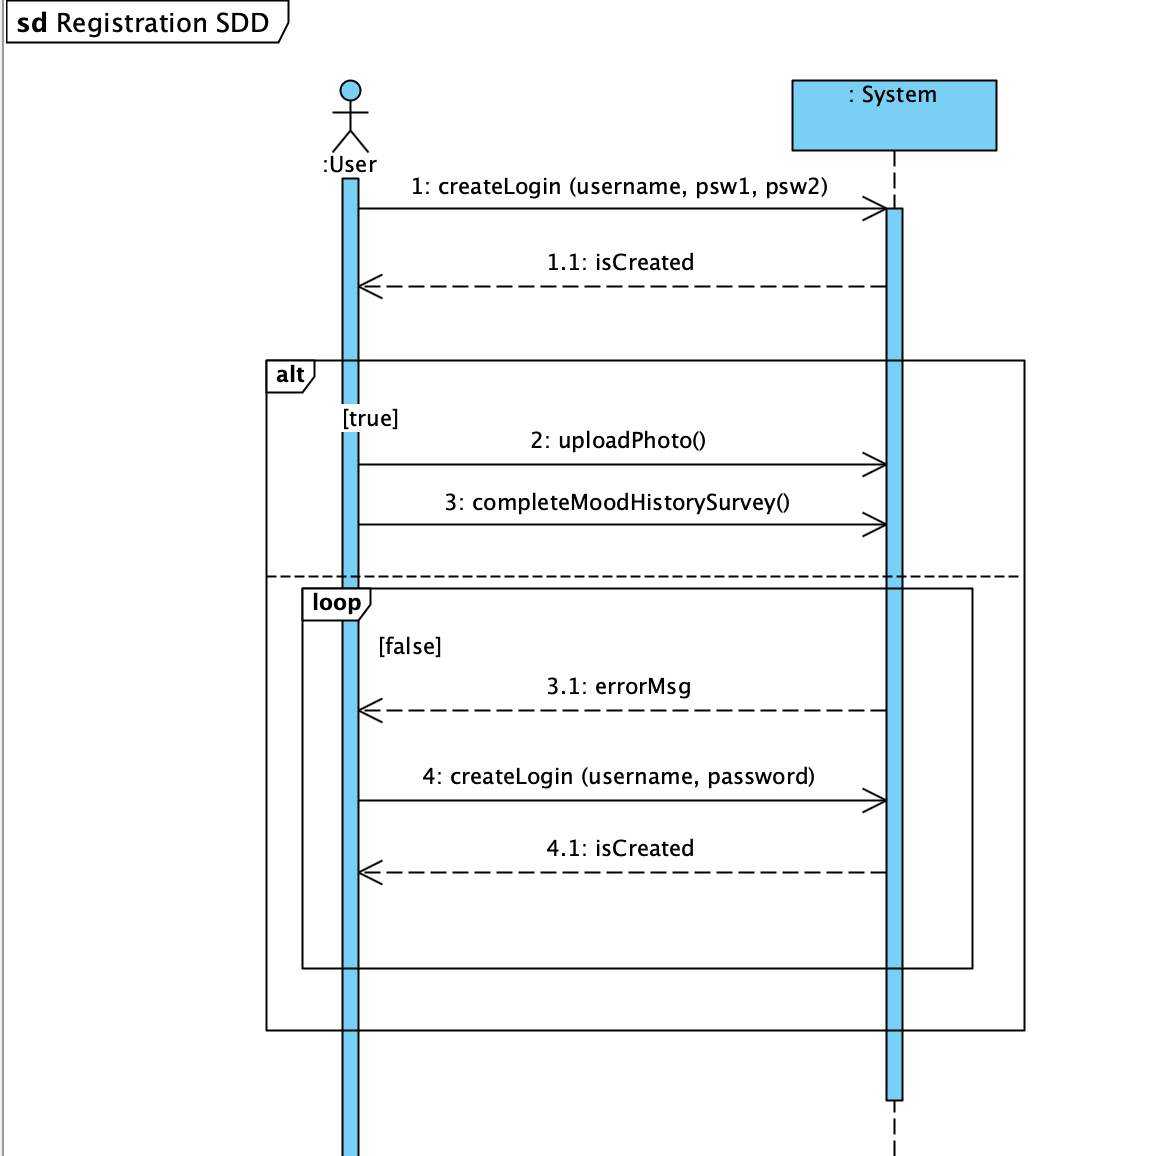 sd Registration SDD
: System
:User
1: createLogin (username, psw1, psw2)
1.1: isCreated
alt
[true]
2: uploadPhoto()
3: completeMoodHistorySurvey()
loop
[false]
3.1: errorMsg
4: createLogin (username, password)
4.1: isCreated